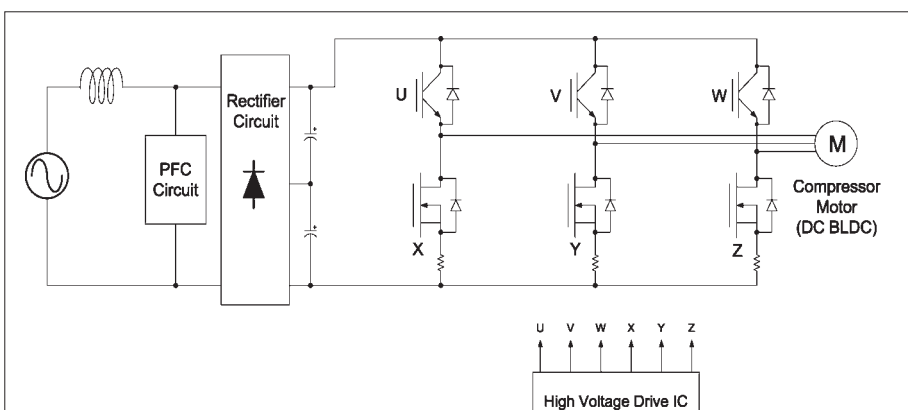 Rectifier
Circuit
PFC
Circuit
U
V
W
M
Compressor
Motor
(DC BLDC)
X
Y
Z
U V W X Y Z
High Voltage Drive IC